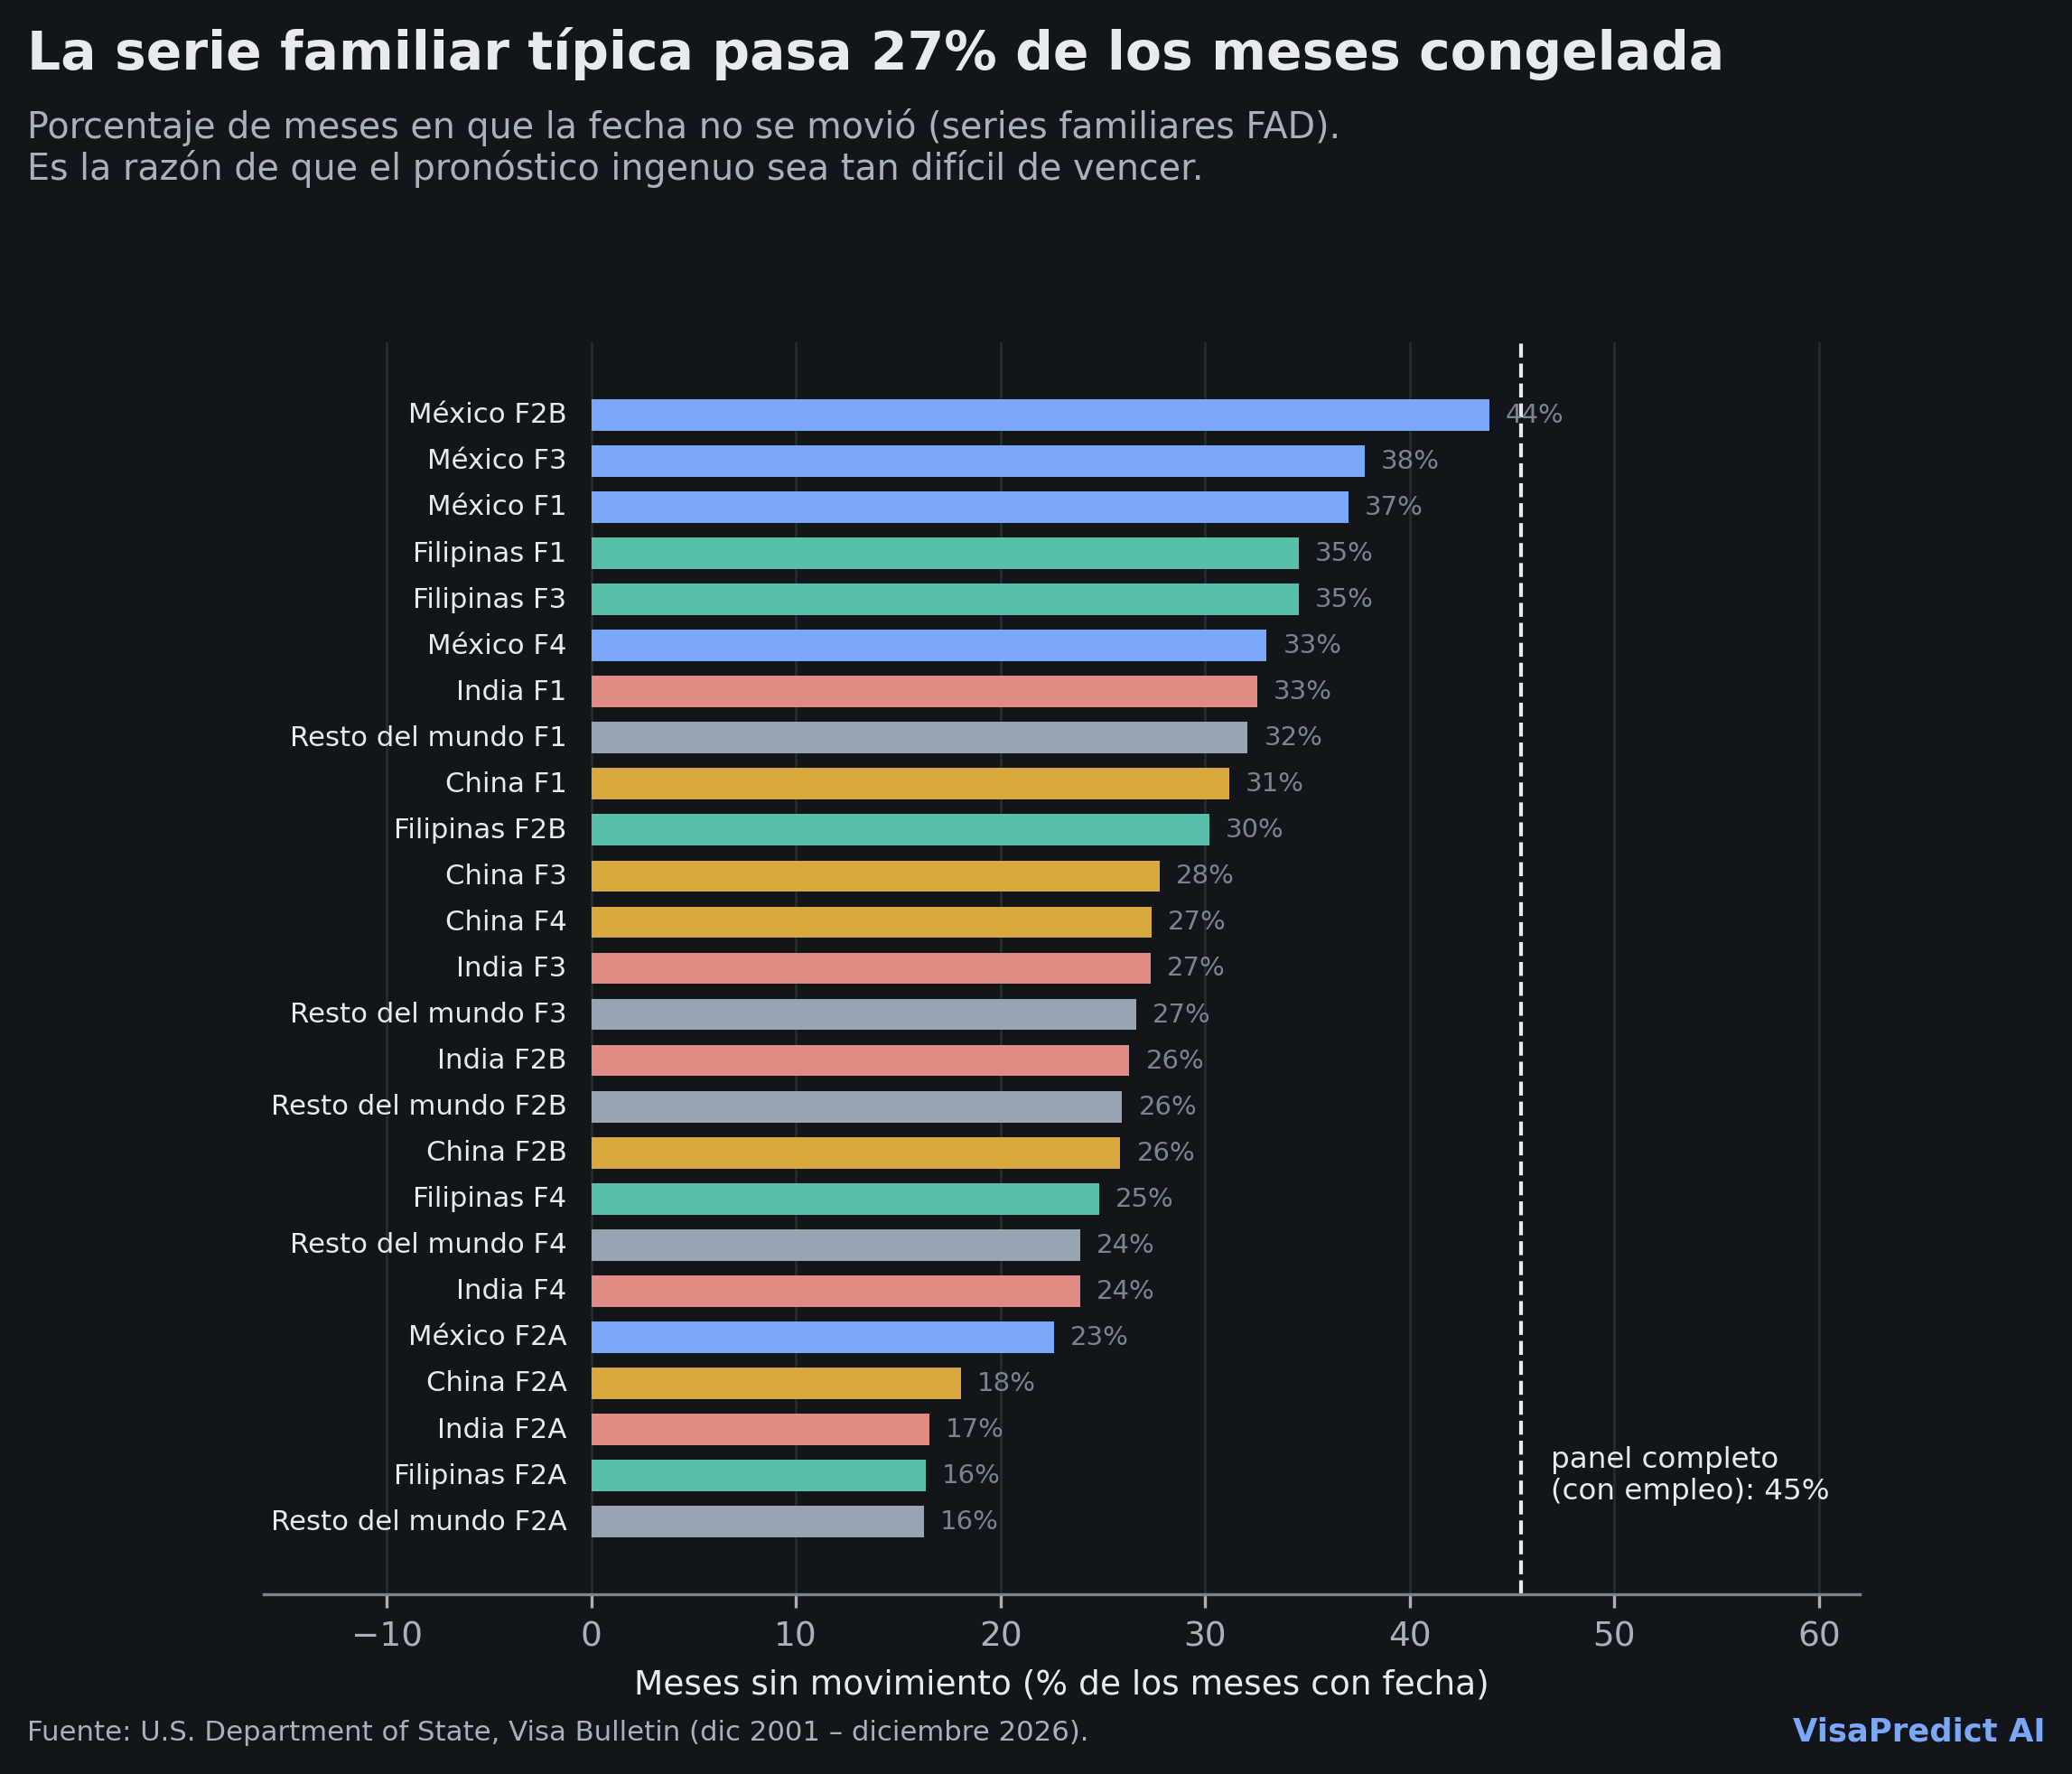 La serie familiar típica pasa 27% de los meses congelada
Porcentaje de meses en que la fecha no se movió (series familiares FAD).
Es la razón de que el pronóstico ingenuo sea tan difícil de vencer.
México F2B 44%
México F3 38%
México F1 37%
Filipinas F1 35%
Filipinas F3 35%
México F4 33%
India F1 33%
Resto del mundo F1 32%
China F1 31%
Filipinas F2B 30%
China F3 28%
China F4 27%
India F3 27%
Resto del mundo F3 27%
India F2B 26%
Resto del mundo F2B 26%
China F2B 26%
Filipinas F4 25%
Resto del mundo F4 24%
India F4 24%
México F2A 23%
China F2A 18%
India F2A 17%
Filipinas F2A 16%
Resto del mundo F2A 16%
panel completo
(con empleo): 45%
−10 0 10 20 30 40 50 60
Meses sin movimiento (% de los meses con fecha)
Fuente: U.S. Department of State, Visa Bulletin (dic 2001 – diciembre 2026).
VisaPredict AI